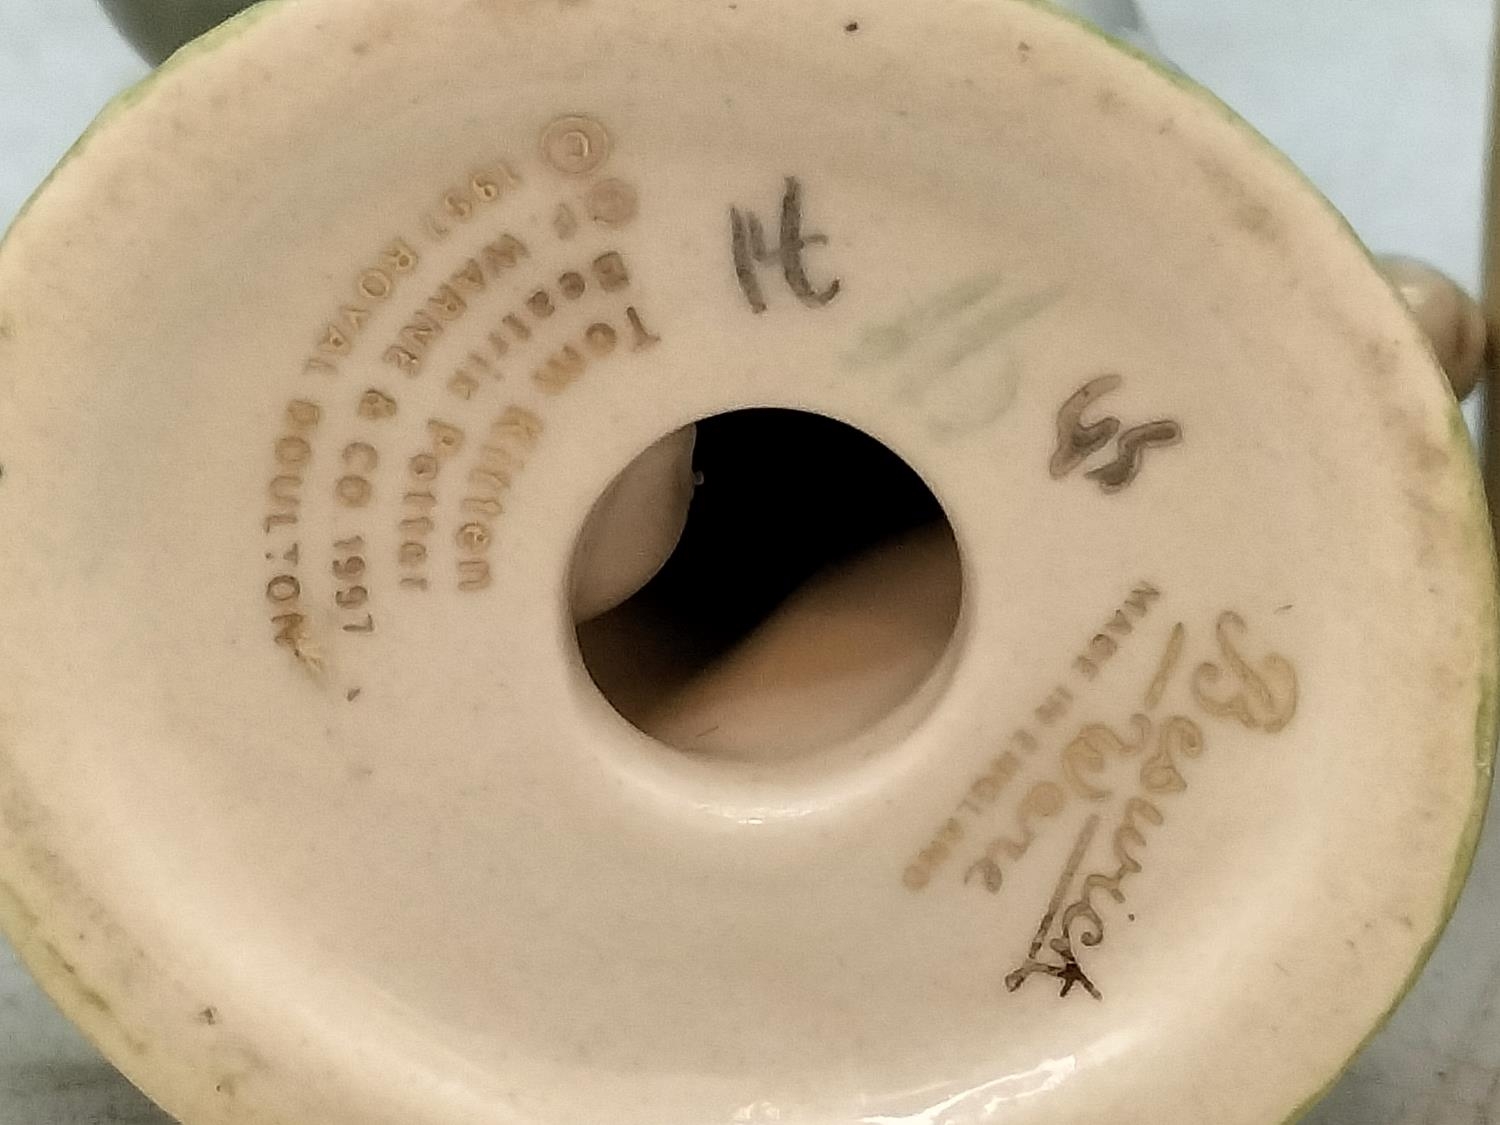 Tom Kitten
Beatrix Potter
© F. WARNE & CO 1997
© 1997 ROYAL DOULTON
Beswick
Ware
MADE IN ENGLAND